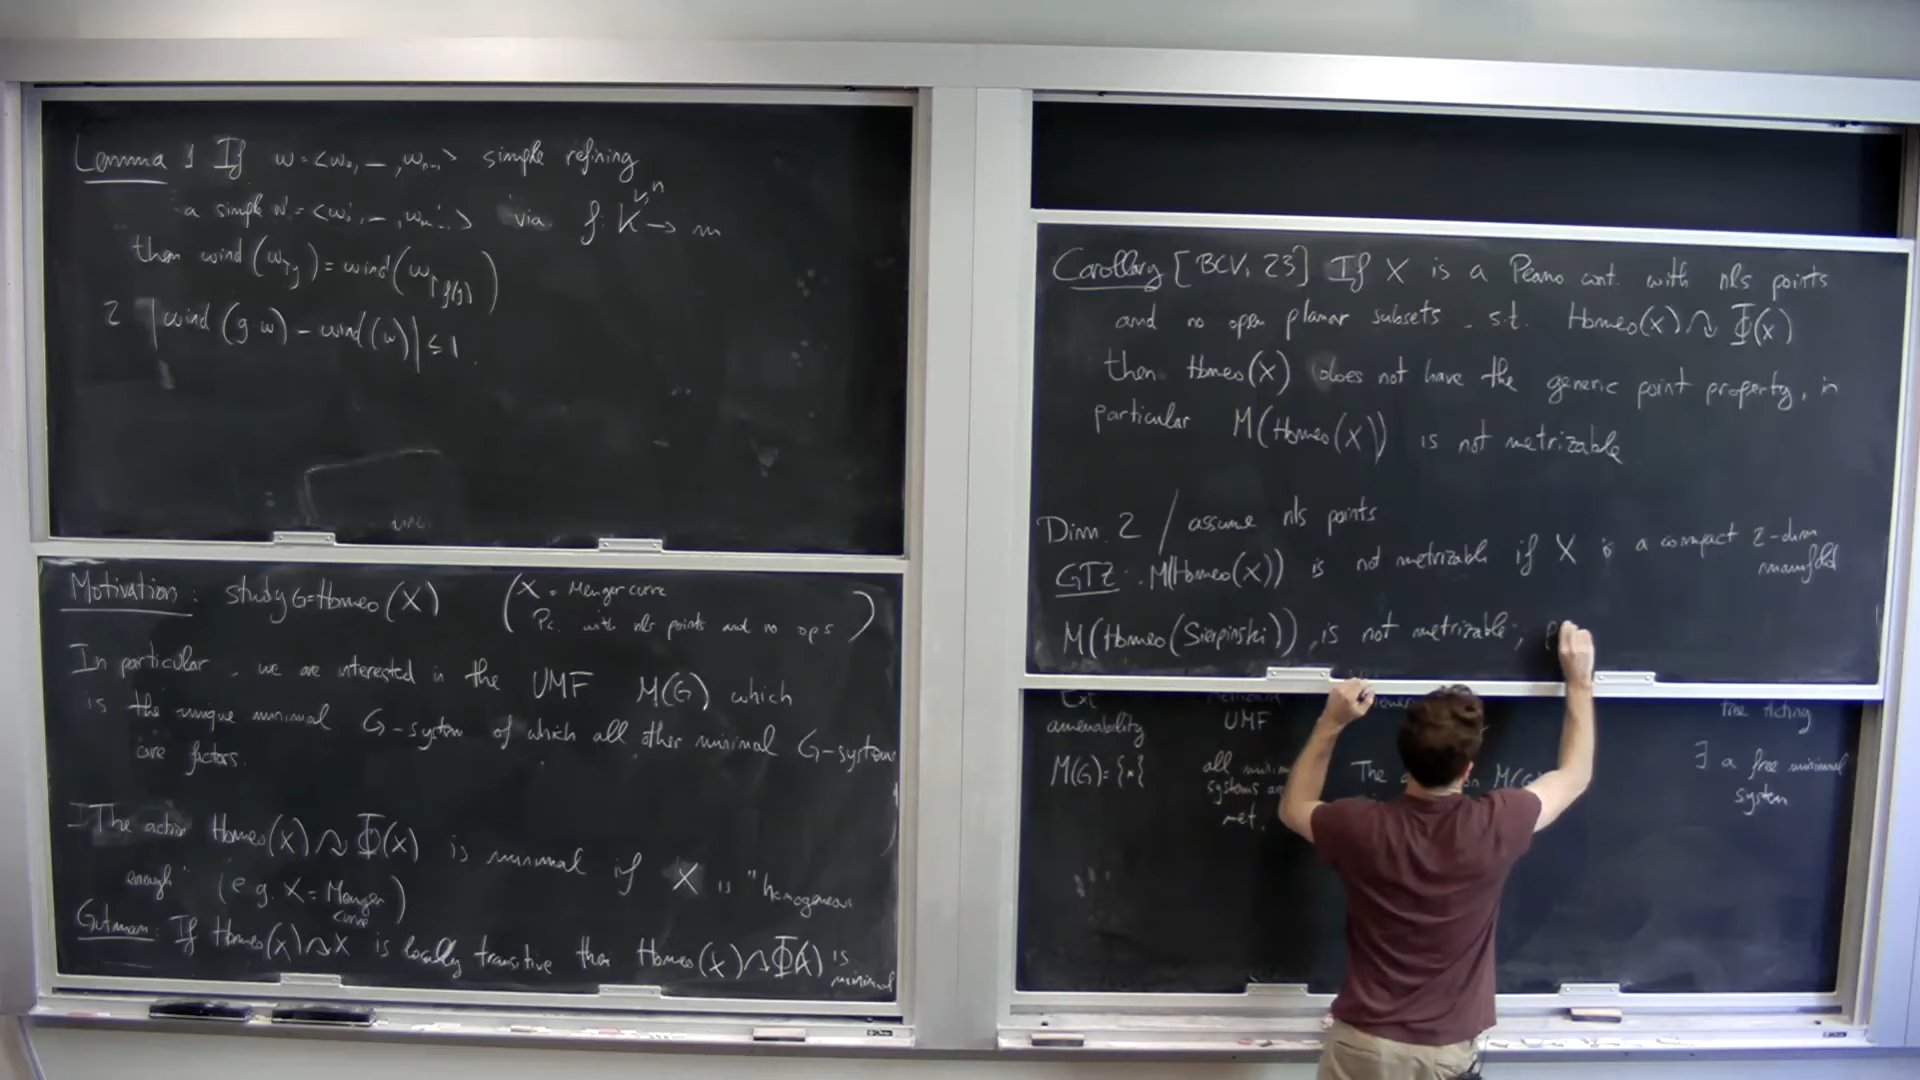 Lemma 1 If w=<w₀, –, wₙ₋₁> simple refining
a simple w'=<w'₀, –, w'ₘ₋₁> via f: n → m
then wind(w↾y) = wind(w↾f(y))
2 |wind(g w) – wind(w)| ≤ 1.
Motivation: study G=Homeo(X) (X = Menger curve
Pc. with nls points and no ops)
In particular, we are interested in the UMF M(G) which
is the unique minimal G-system of which all other minimal G-systems
are factors.
The action Homeo(X)↷Φ(X) is minimal if X is "homogeneous
enough" (e.g. X = Menger
curve)
Gutman: If Homeo(X)↷X is locally transitive then Homeo(X)↷Φ(X) is
minimal
Corollary [BCV, 23] If X is a Peano cont. with nls points
and no open planar subsets, s.t. Homeo(X)↷Φ(X)
then Homeo(X) does not have the generic point property, in
particular M(Homeo(X)) is not metrizable
Dim. 2 / assume nls points
GTZ: M(Homeo(X)) is not metrizable if X is a compact 2-dim
manifold
M(Homeo(Sierpinski)), is not metrizable;
Ext
amenability
M(G)={*}
UMF
all
systems
met.
The M(G)
free Acting
∃ a free minimal
system